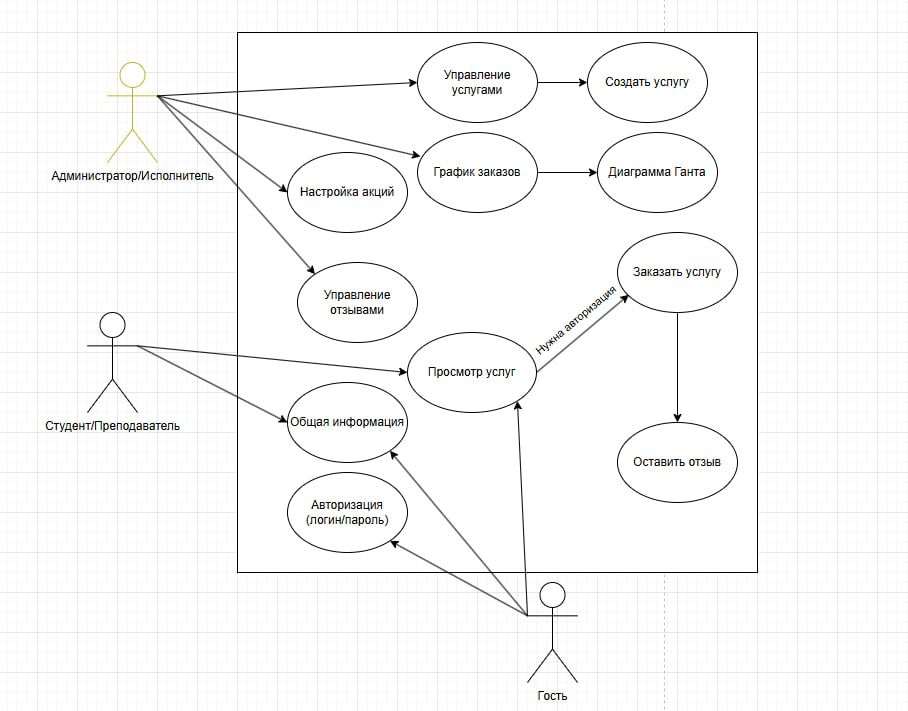 Управление
услугами
Создать услугу
Администратор/Исполнитель
График заказов
Диаграмма Ганта
Настройка акций
Заказать услугу
Управление
отзывами
Нужна авторизация
Просмотр услуг
Студент/Преподаватель
Общая информация
Оставить отзыв
Авторизация
(логин/пароль)
Гость